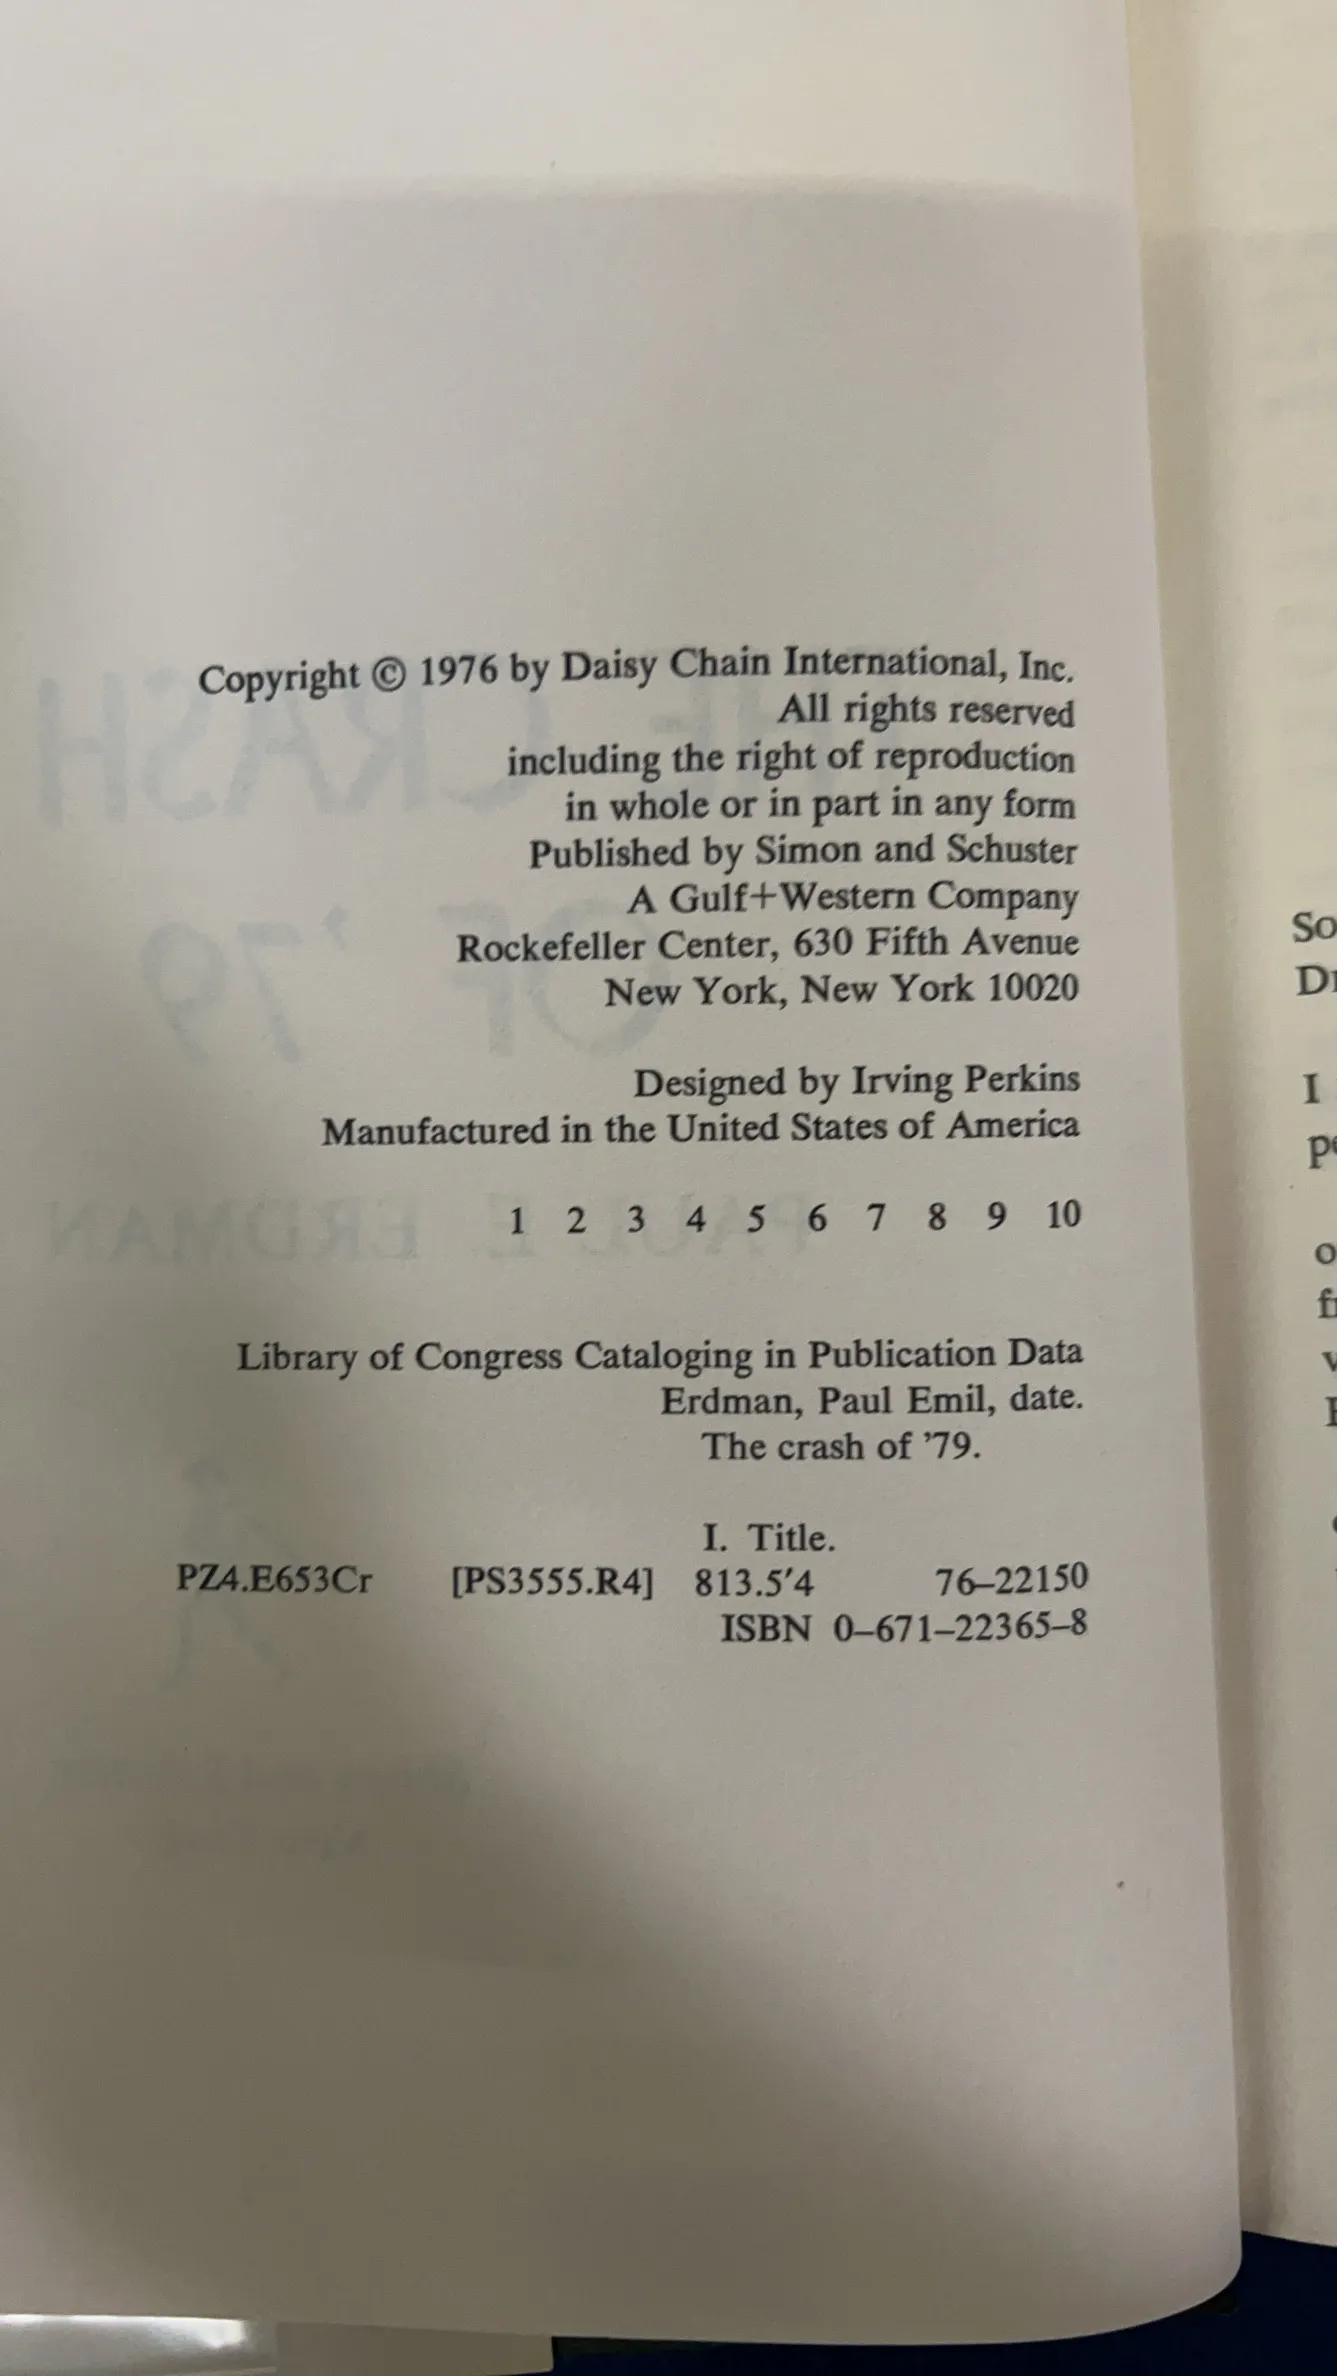 Copyright © 1976 by Daisy Chain International, Inc.
All rights reserved
including the right of reproduction
in whole or in part in any form
Published by Simon and Schuster
A Gulf+Western Company
Rockefeller Center, 630 Fifth Avenue
New York, New York 10020
Designed by Irving Perkins
Manufactured in the United States of America
1 2 3 4 5 6 7 8 9 10
Library of Congress Cataloging in Publication Data
Erdman, Paul Emil, date.
The crash of ’79.
I. Title.
PZ4.E653Cr [PS3555.R4] 813.5′4 76–22150
ISBN 0–671–22365–8
So
I